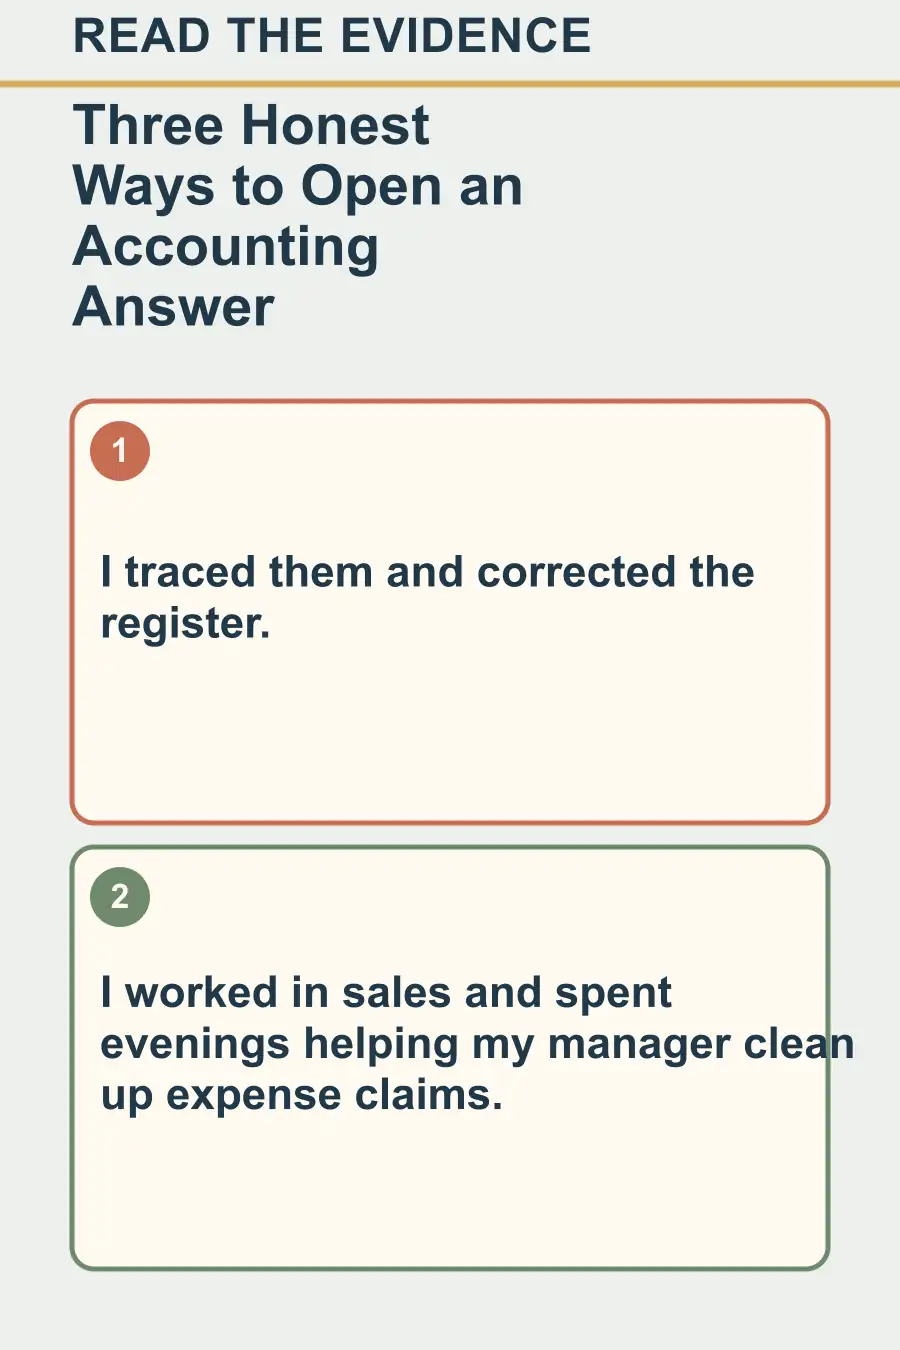 READ THE EVIDENCE
Three Honest
Ways to Open an
Accounting
Answer
1
I traced them and corrected the
register.
2
I worked in sales and spent
evenings helping my manager clean
up expense claims.